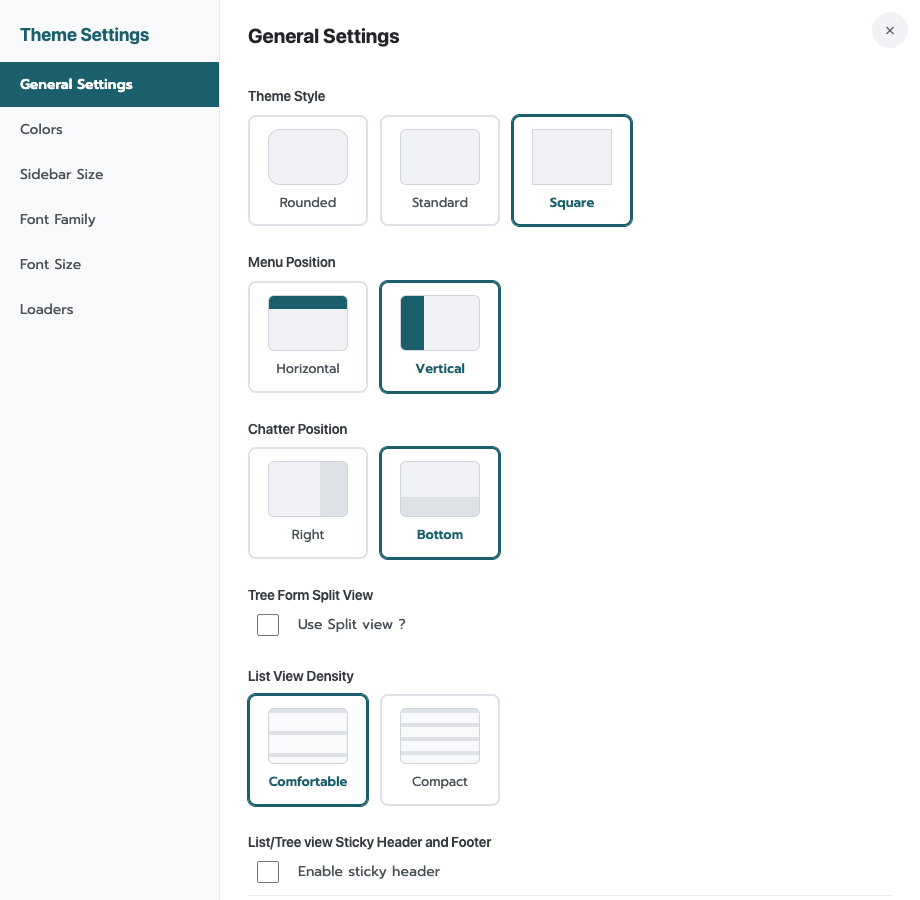 Theme Settings
General Settings
Colors
Sidebar Size
Font Family
Font Size
Loaders
General Settings
×
Theme Style
Rounded
Standard
Square
Menu Position
Horizontal
Vertical
Chatter Position
Right
Bottom
Tree Form Split View
Use Split view ?
List View Density
Comfortable
Compact
List/Tree view Sticky Header and Footer
Enable sticky header